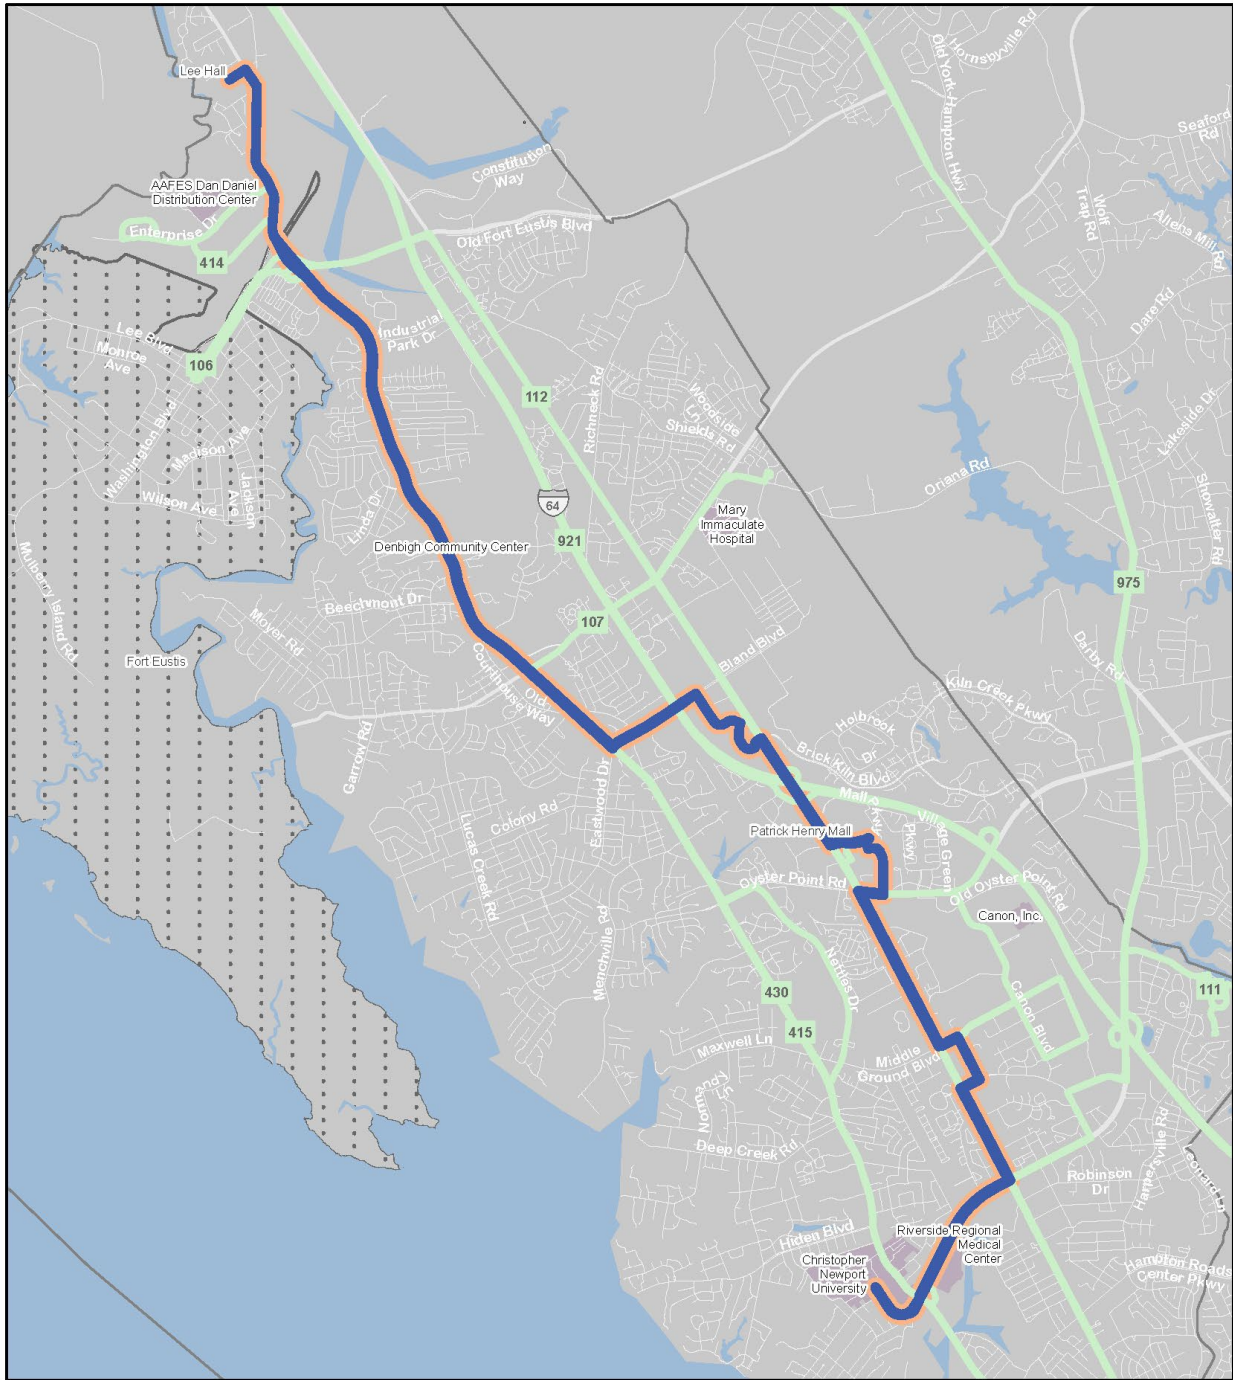 Hornsbyville Rd
Old York-Hampton Hwy
Lee Hall
Seaford
Rd
Constitution
Way
AAFES Dan Daniel
Distribution Center
Wolf
Trap Rd
Enterprise Dr
Old Fort Eustis Blvd
Allens Mill Rd
414
Dare Rd
Industrial
Park Dr
Lee Blvd
Monroe
Ave
106
112
Richneck Rd
Woodside
Ln
Shields Rd
Lakeside Dr
Washington Blvd
Madison Ave
Jackson
Ave
Wilson Ave
Oriana Rd
Showalter Rd
Linda Dr
64
Mary
Immaculate
Hospital
921
Denbigh Community Center
Mulberry Island Rd
975
Beechmont Dr
107
Moyer Rd
Darby Rd
Bland Blvd
Fort Eustis
Old
Courthouse Way
Kiln Creek Pkwy
Holbrook
Dr
Garrow Rd
Brick Kiln Blvd
Eastwood Dr
Mall Pkwy
Colony Rd
Lucas Creek Rd
Patrick Henry Mall
Village Green
Pkwy
Oyster Point Rd
Old Oyster Point
Rd
Canon, Inc.
Menchville Rd
Nettles Dr
430
111
Canon Blvd
415
Maxwell Ln
Middle
Ground Blvd
Normandy
Ln
Deep Creek Rd
Harpersville Rd
Leonard Ln
Robinson
Dr
Hiden Blvd
Riverside Regional
Medical
Center
Christopher
Newport
University
Hampton Roads
Center Pkwy